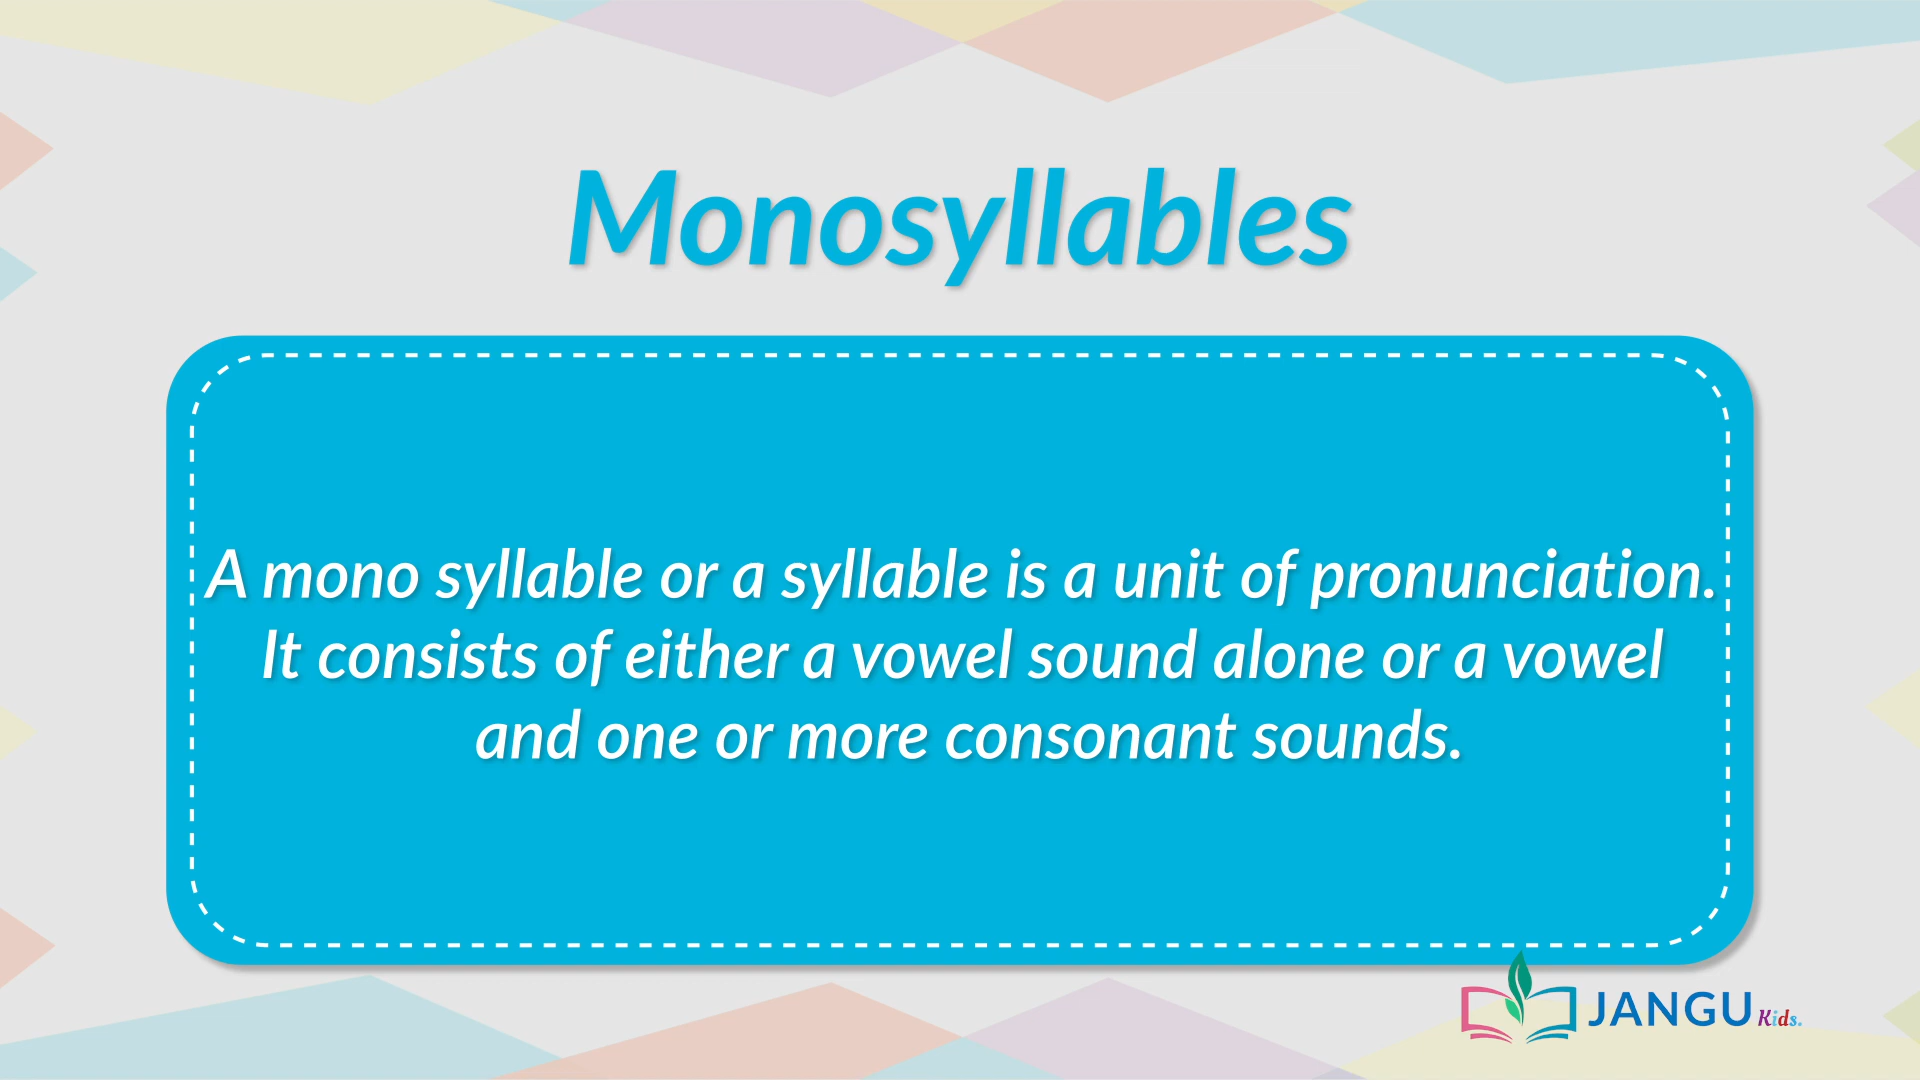 Monosyllables
A mono syllable or a syllable is a unit of pronunciation.
It consists of either a vowel sound alone or a vowel
and one or more consonant sounds.
JANGU Kids.